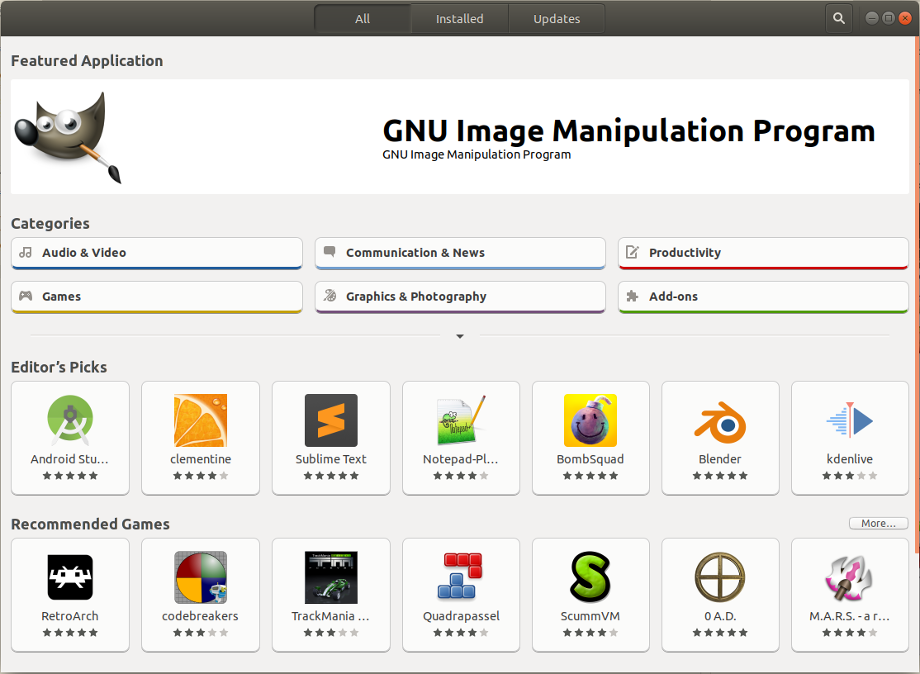 All Installed Updates
Featured Application
GNU Image Manipulation Program
GNU Image Manipulation Program
Categories
Audio & Video Communication & News Productivity
Games Graphics & Photography Add-ons
Editor's Picks
Android Stu... clementine Sublime Text Notepad-Pl... BombSquad Blender kdenlive
Recommended Games More...
RetroArch codebreakers TrackMania ... Quadrapassel ScummVM 0 A.D. M.A.R.S. - a r...